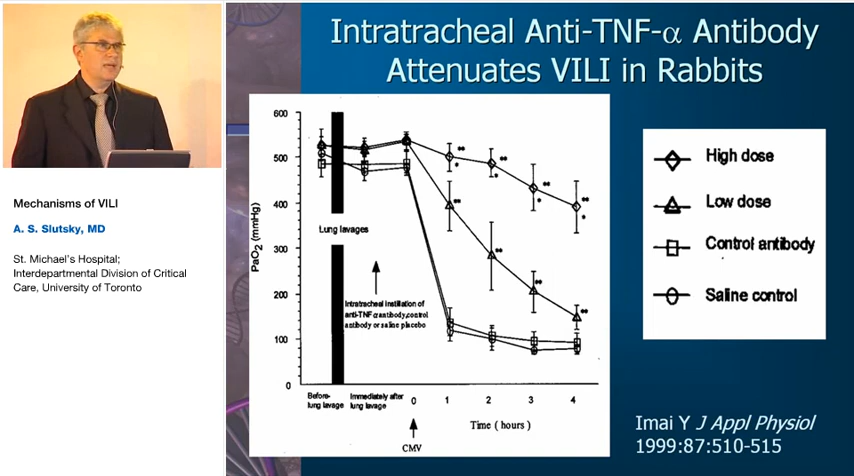 Intratracheal Anti-TNF-α Antibody
Attenuates VILI in Rabbits
Mechanisms of VILI
A. S. Slutsky, MD
St. Michael's Hospital;
Interdepartmental Division of Critical
Care, University of Toronto
PaO2 (mmHg)
600
500
400
300
200
100
0
Lung lavages
Intratracheal instillation of
anti-TNFα antibody,control
antibody or saline placebo
Before-
lung lavage
Immediately after
lung lavage
0 1 2 3 4
Time ( hours )
CMV
High dose
Low dose
Control antibody
Saline control
Imai Y J Appl Physiol
1999:87:510-515